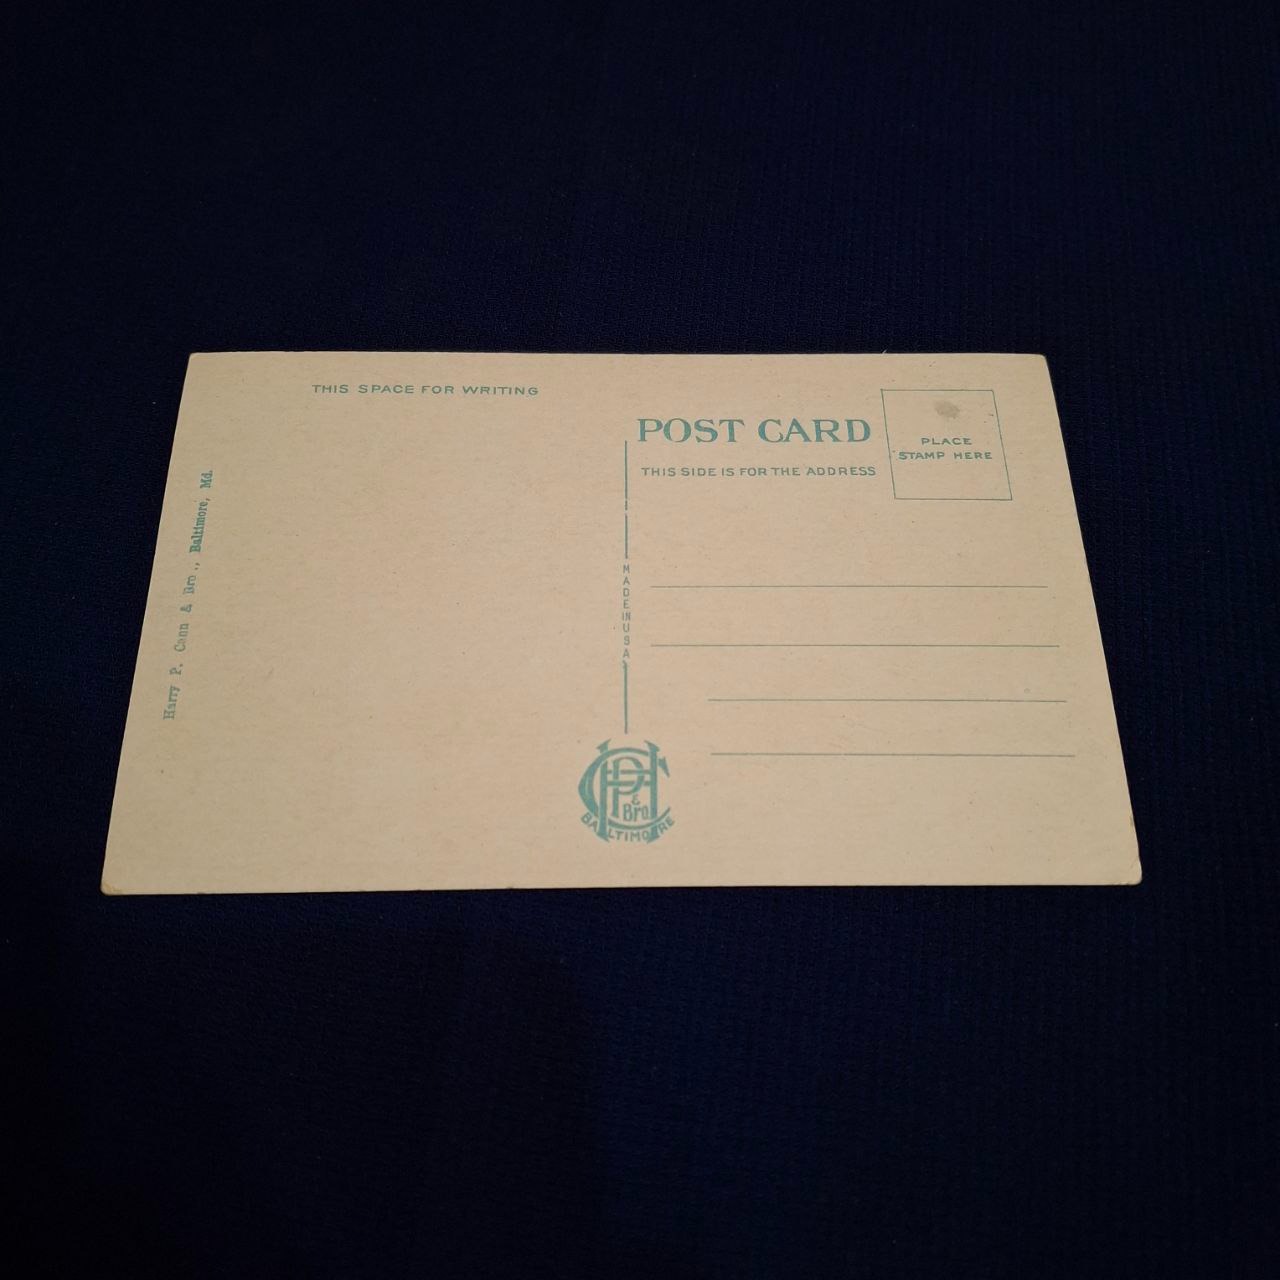 THIS SPACE FOR WRITING
POST CARD
THIS SIDE IS FOR THE ADDRESS
PLACE
STAMP HERE
Harry P. Cann & Bro., Baltimore, Md.
MADE IN USA
HPC
& Bro
BALTIMORE